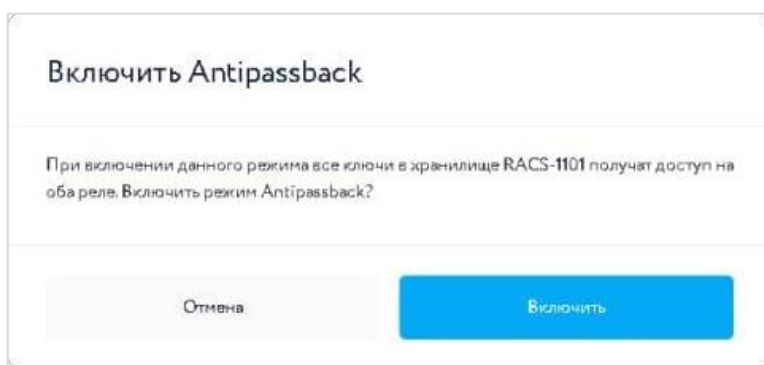 Включить Antipassback
При включении данного режима все ключи в хранилище RACS-1101 получат доступ на
оба реле. Включить режим Antipassback?
Отмена
Включить